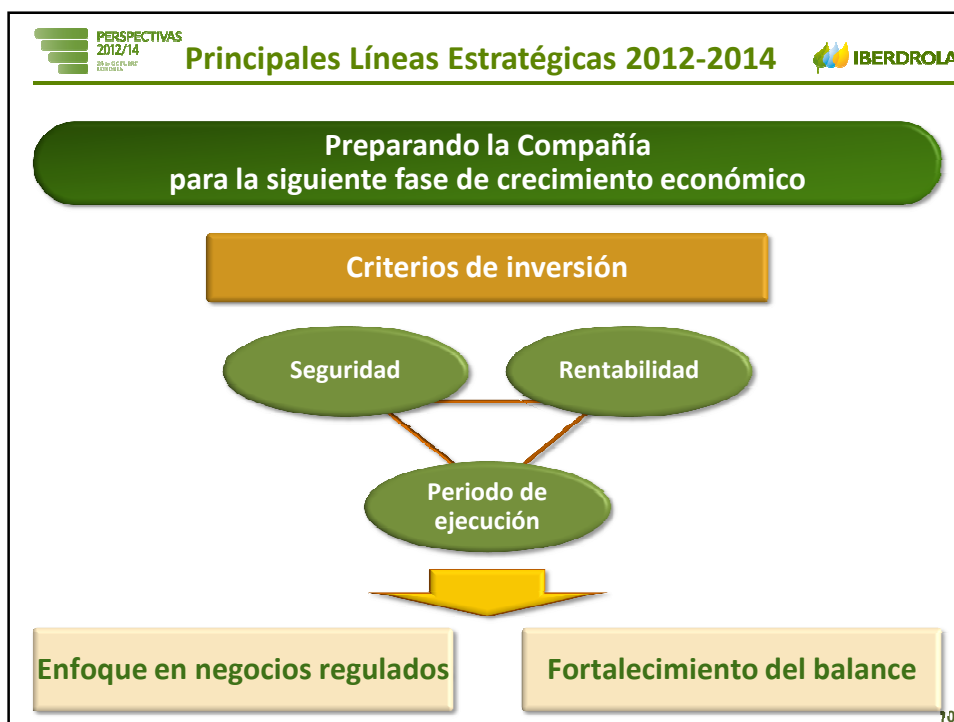 PERSPECTIVAS
2012/14
Principales Líneas Estratégicas 2012-2014
IBERDROLA
Preparando la Compañía
para la siguiente fase de crecimiento económico
Criterios de inversión
Seguridad
Rentabilidad
Periodo de
ejecución
Enfoque en negocios regulados
Fortalecimiento del balance